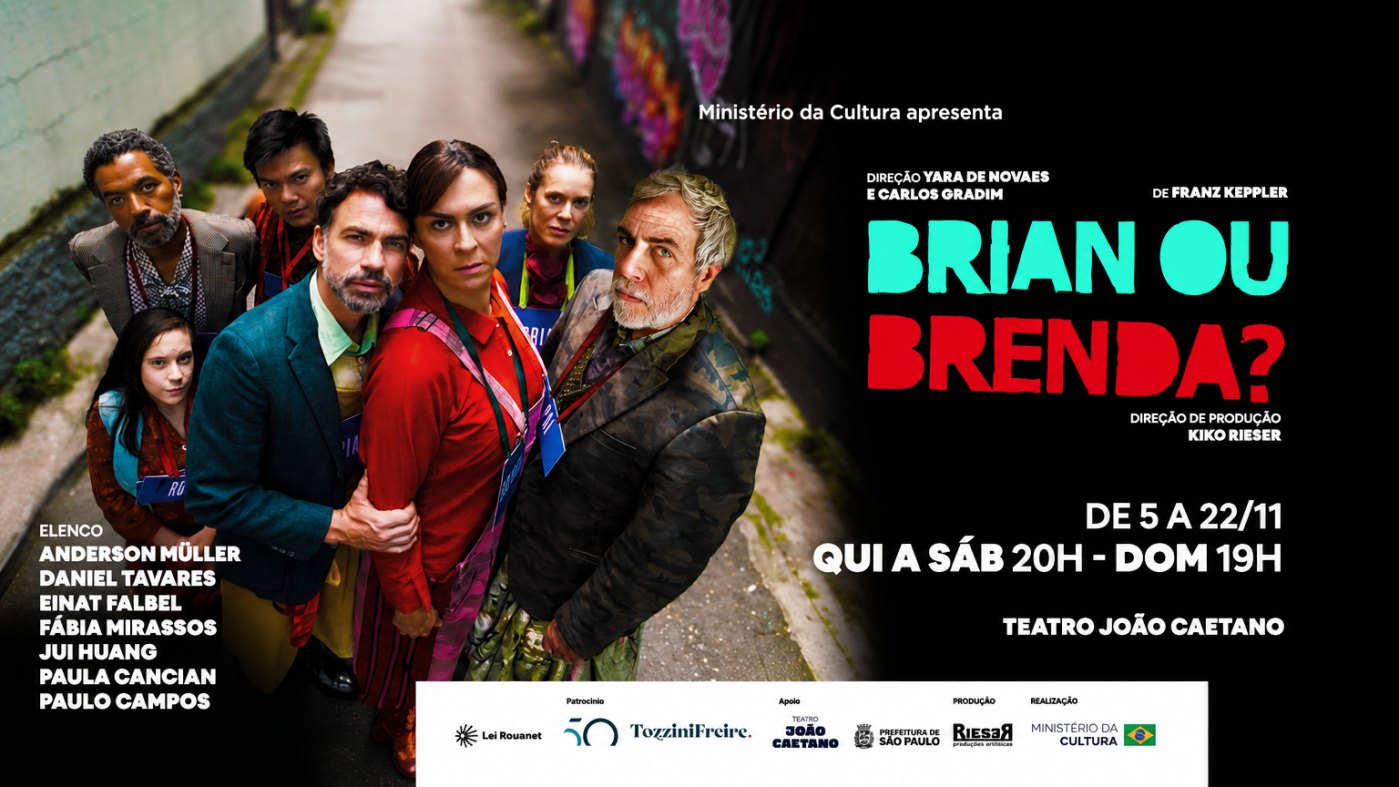 Ministério da Cultura apresenta
DIREÇÃO YARA DE NOVAES
E CARLOS GRADIM
DE FRANZ KEPPLER
BRIAN OU
BRENDA?
DIREÇÃO DE PRODUÇÃO
KIKO RIESER
DE 5 A 22/11
QUI A SÁB 20H - DOM 19H
TEATRO JOÃO CAETANO
ELENCO
ANDERSON MÜLLER
DANIEL TAVARES
EINAT FALBEL
FÁBIA MIRASSOS
JUI HUANG
PAULA CANCIAN
PAULO CAMPOS
Lei Rouanet
Patrocínio
50
TozziniFreire.
Apoio
TEATRO
JOÃO
CAETANO
PREFEITURA DE
SÃO PAULO
PRODUÇÃO
RIESER
produções artísticas
REALIZAÇÃO
MINISTÉRIO DA
CULTURA